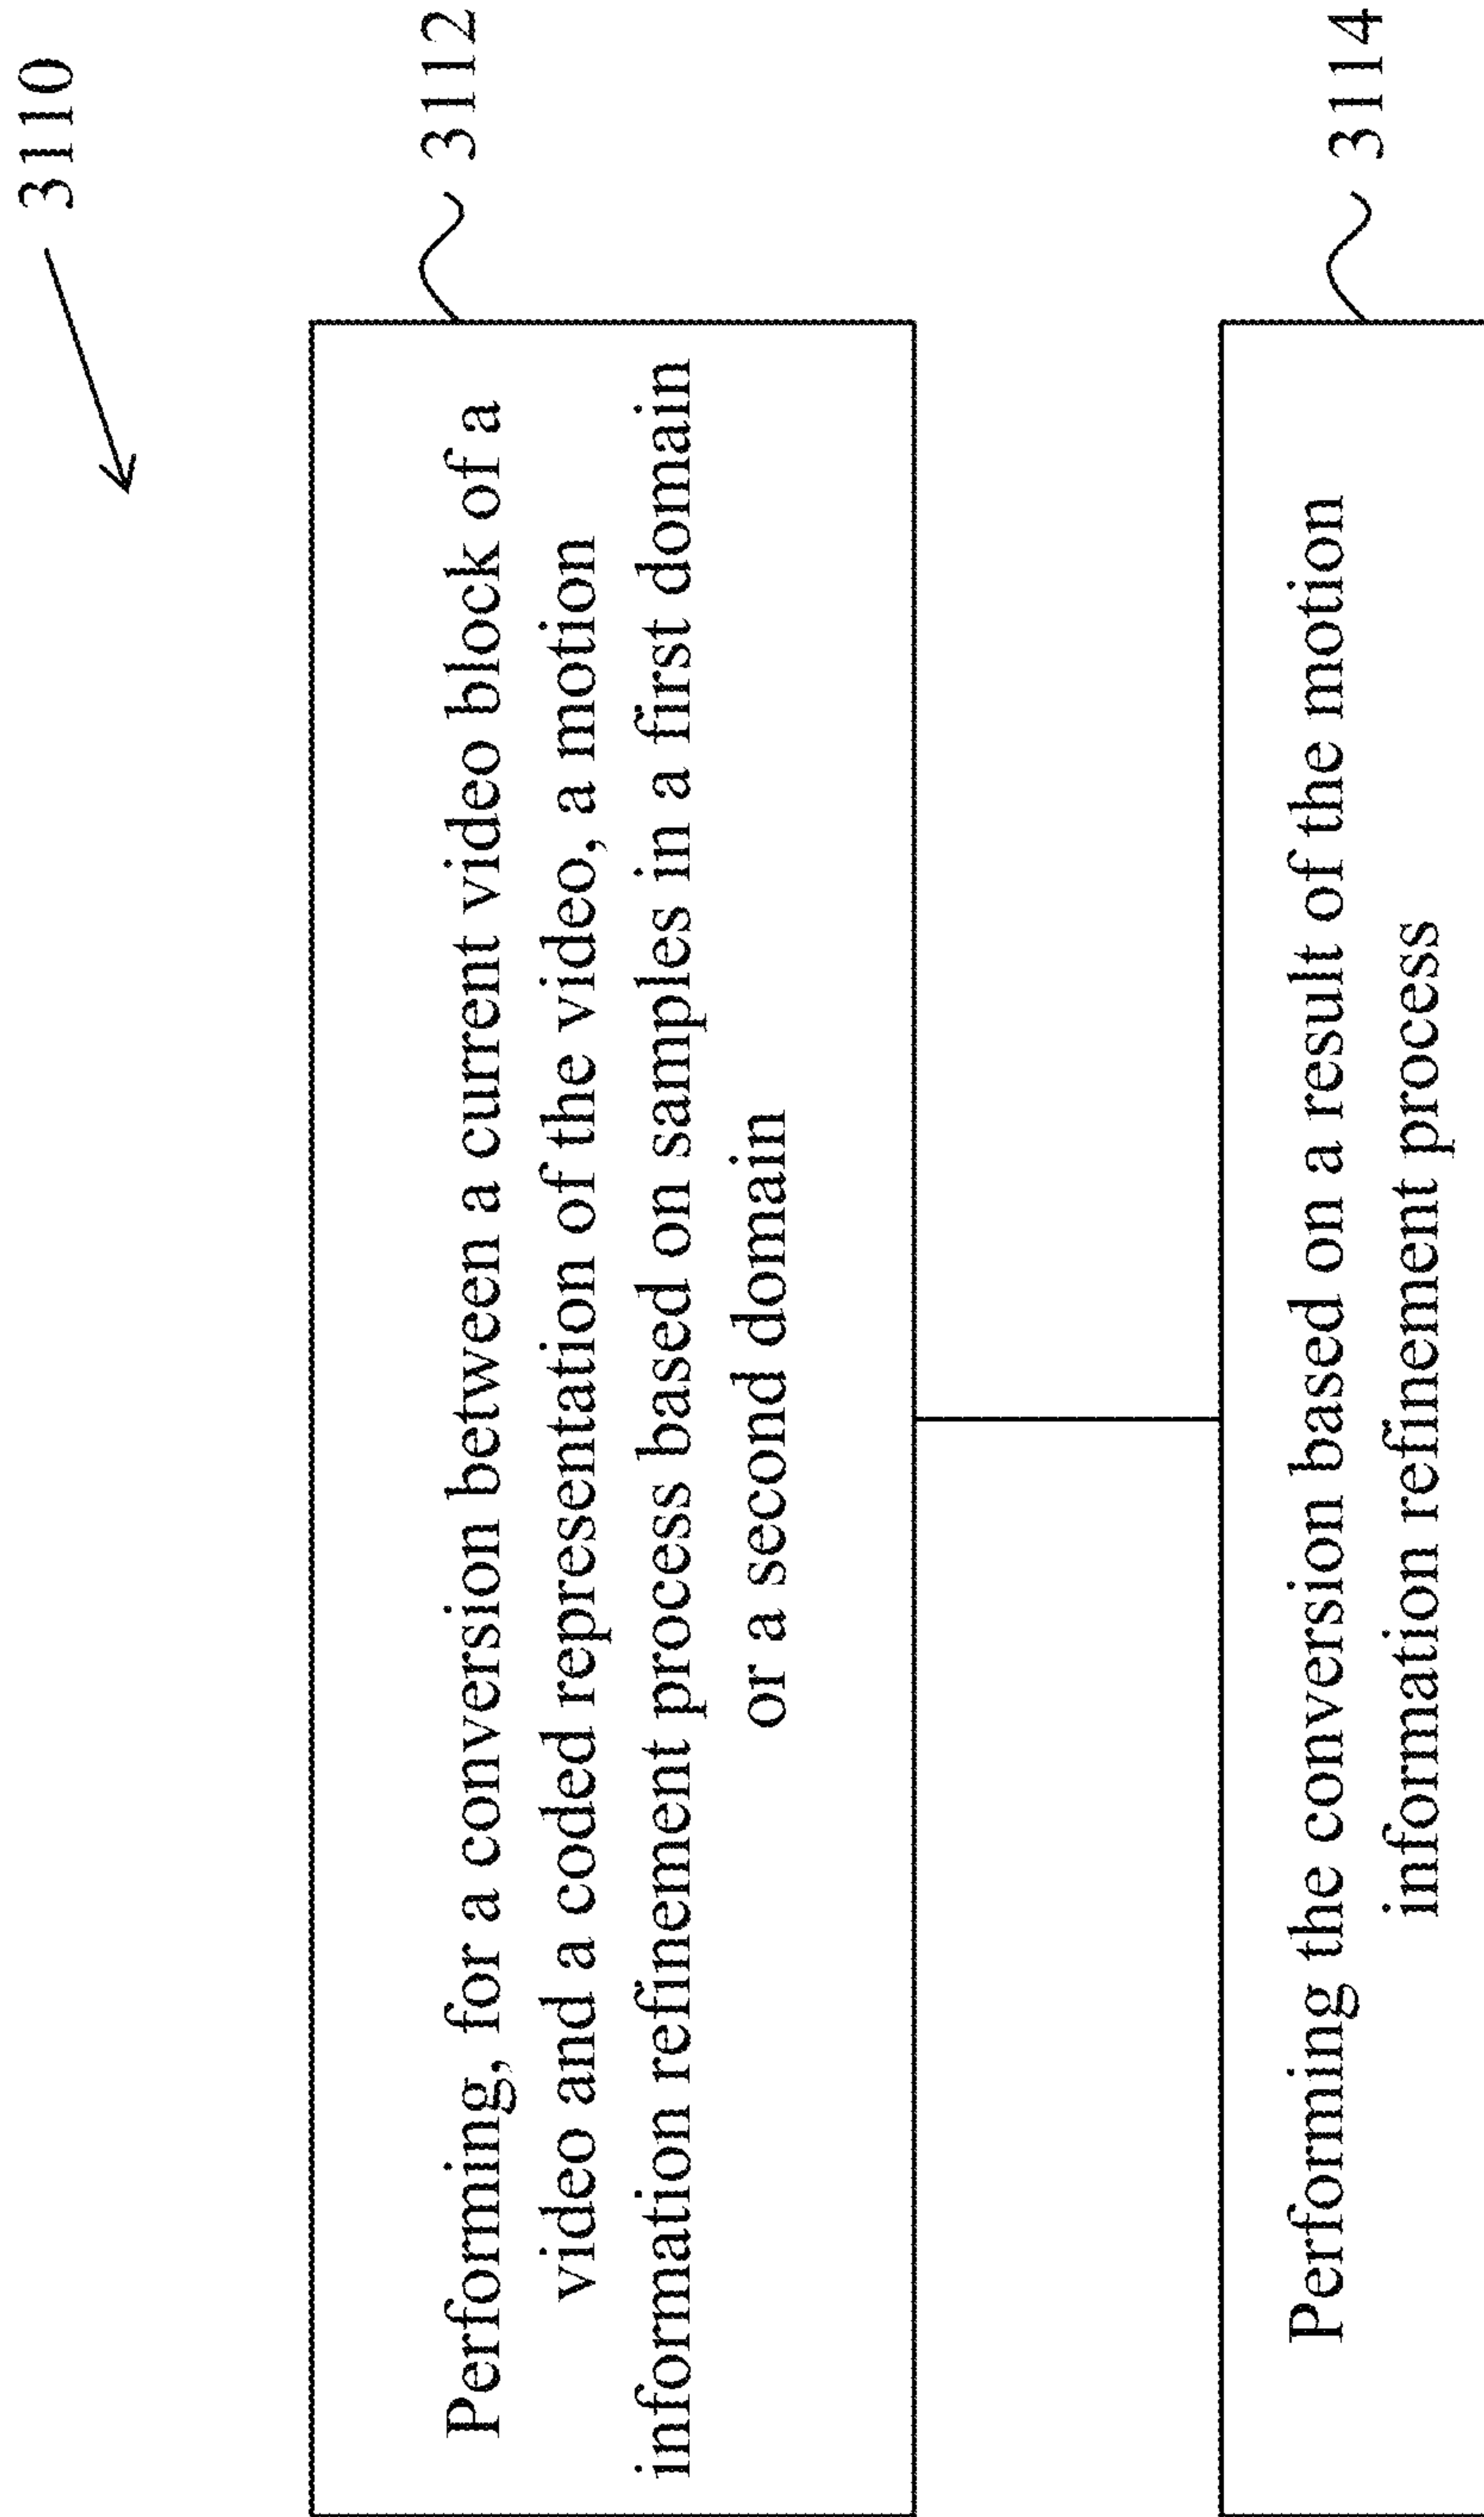 3110
Performing, for a conversion between a current video block of a
video and a coded representation of the video, a motion
information refinement process based on samples in a first domain
or a second domain
3112
Performing the conversion based on a result of the motion
information refinement process
3114